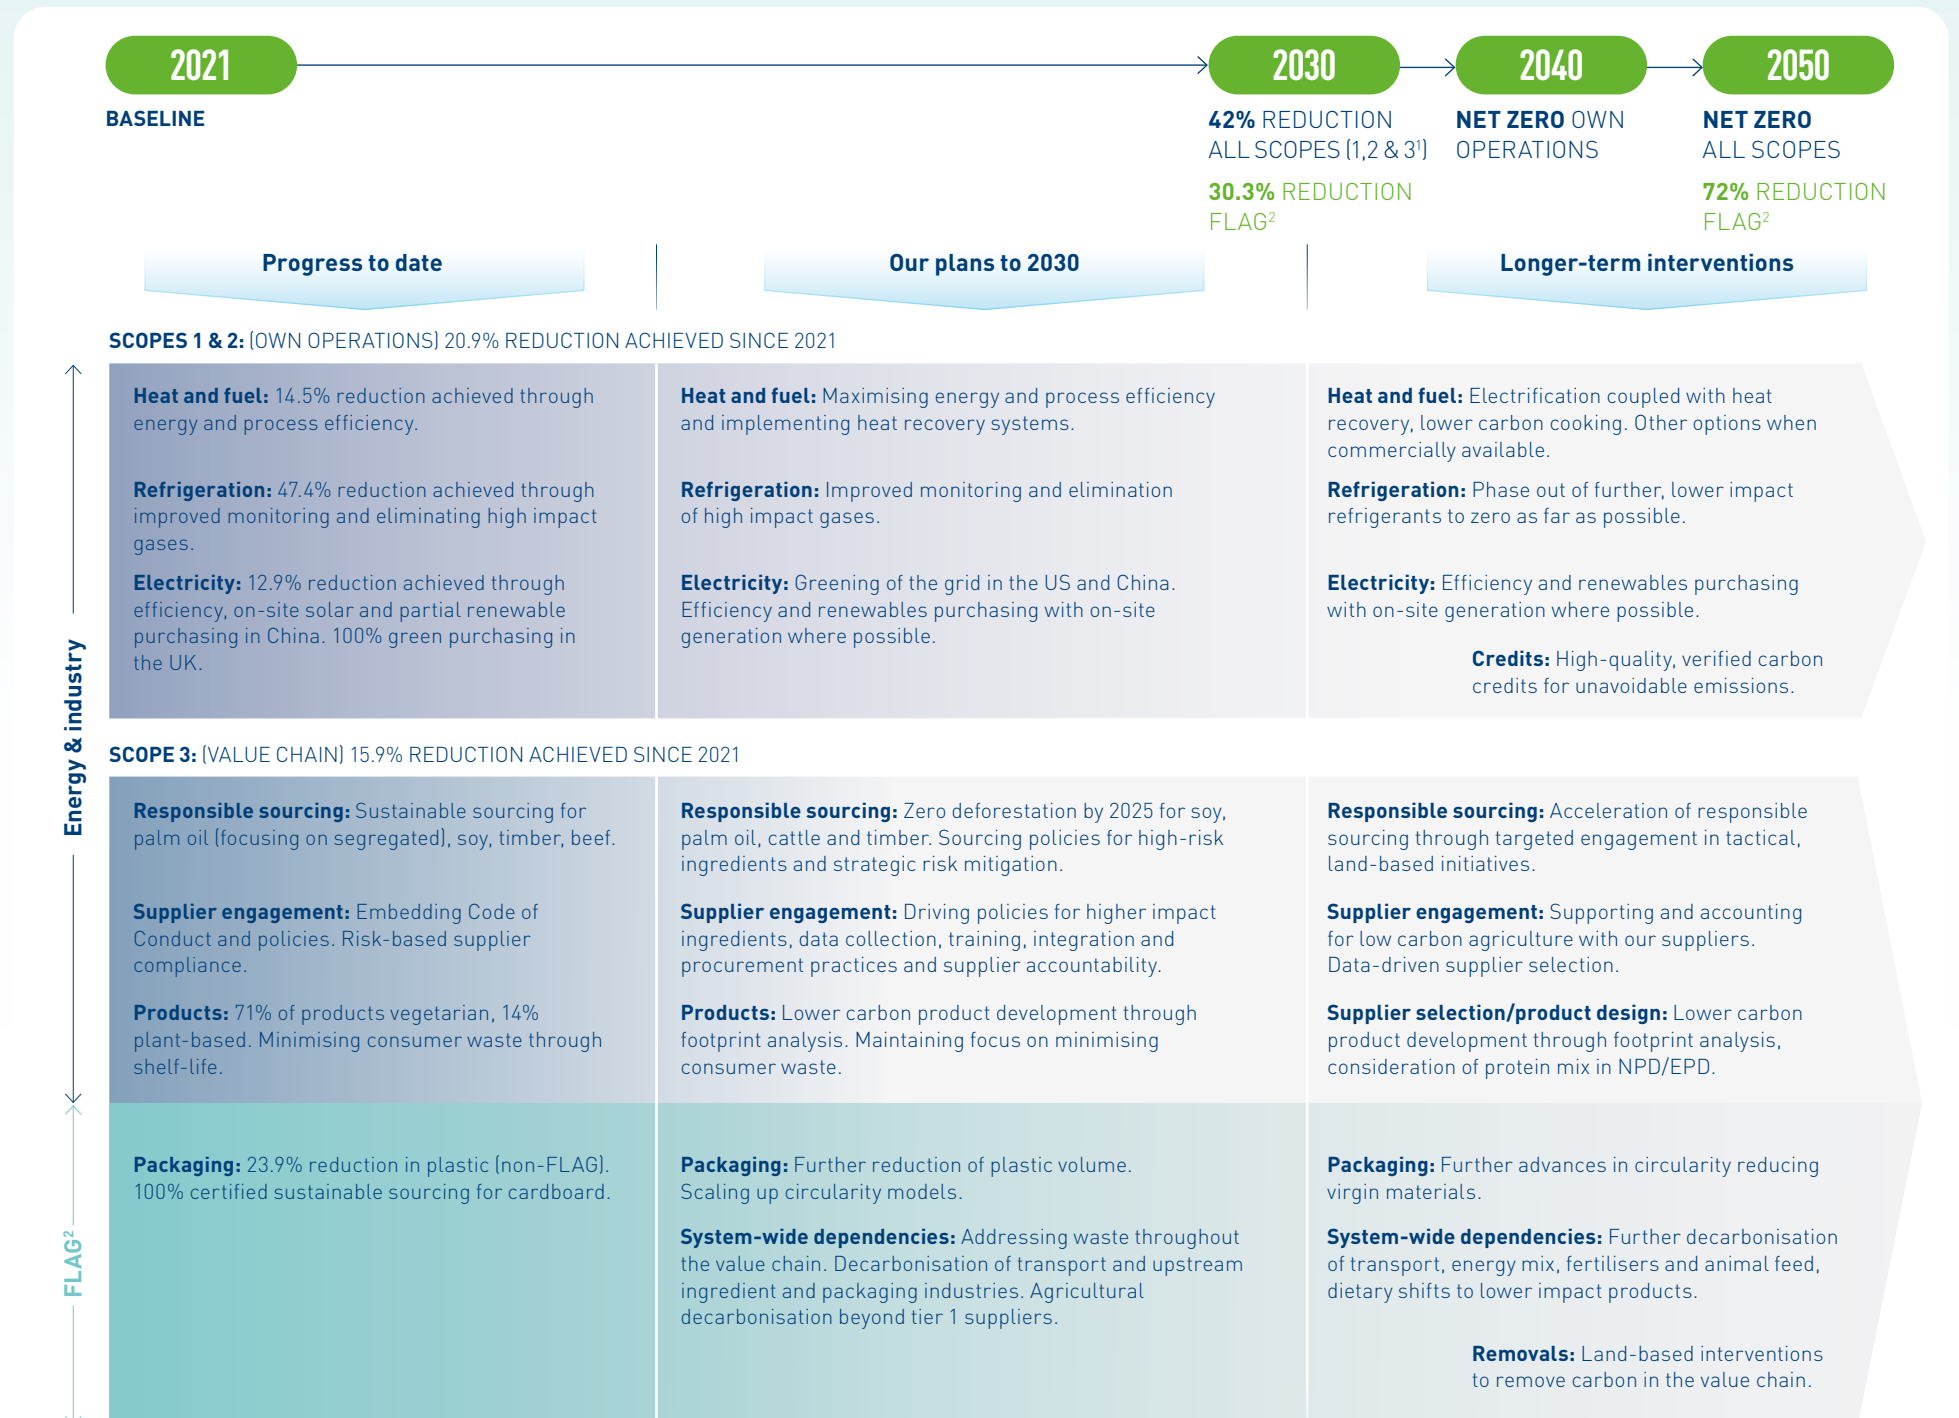 2021
BASELINE
2030
42% REDUCTION
ALL SCOPES (1,2 & 3¹)
30.3% REDUCTION
FLAG²
2040
NET ZERO OWN
OPERATIONS
2050
NET ZERO
ALL SCOPES
72% REDUCTION
FLAG²
Progress to date
Our plans to 2030
Longer-term interventions
Energy & industry
SCOPES 1 & 2: (OWN OPERATIONS) 20.9% REDUCTION ACHIEVED SINCE 2021
Heat and fuel: 14.5% reduction achieved through
energy and process efficiency.
Refrigeration: 47.4% reduction achieved through
improved monitoring and eliminating high impact
gases.
Electricity: 12.9% reduction achieved through
efficiency, on-site solar and partial renewable
purchasing in China. 100% green purchasing in
the UK.
Heat and fuel: Maximising energy and process efficiency
and implementing heat recovery systems.
Refrigeration: Improved monitoring and elimination
of high impact gases.
Electricity: Greening of the grid in the US and China.
Efficiency and renewables purchasing with on-site
generation where possible.
Heat and fuel: Electrification coupled with heat
recovery, lower carbon cooking. Other options when
commercially available.
Refrigeration: Phase out of further, lower impact
refrigerants to zero as far as possible.
Electricity: Efficiency and renewables purchasing
with on-site generation where possible.
Credits: High-quality, verified carbon
credits for unavoidable emissions.
SCOPE 3: (VALUE CHAIN) 15.9% REDUCTION ACHIEVED SINCE 2021
Responsible sourcing: Sustainable sourcing for
palm oil (focusing on segregated), soy, timber, beef.
Supplier engagement: Embedding Code of
Conduct and policies. Risk-based supplier
compliance.
Products: 71% of products vegetarian, 14%
plant-based. Minimising consumer waste through
shelf-life.
Responsible sourcing: Zero deforestation by 2025 for soy,
palm oil, cattle and timber. Sourcing policies for high-risk
ingredients and strategic risk mitigation.
Supplier engagement: Driving policies for higher impact
ingredients, data collection, training, integration and
procurement practices and supplier accountability.
Products: Lower carbon product development through
footprint analysis. Maintaining focus on minimising
consumer waste.
Responsible sourcing: Acceleration of responsible
sourcing through targeted engagement in tactical,
land-based initiatives.
Supplier engagement: Supporting and accounting
for low carbon agriculture with our suppliers.
Data-driven supplier selection.
Supplier selection/product design: Lower carbon
product development through footprint analysis,
consideration of protein mix in NPD/EPD.
FLAG²
Packaging: 23.9% reduction in plastic (non-FLAG).
100% certified sustainable sourcing for cardboard.
Packaging: Further reduction of plastic volume.
Scaling up circularity models.
System-wide dependencies: Addressing waste throughout
the value chain. Decarbonisation of transport and upstream
ingredient and packaging industries. Agricultural
decarbonisation beyond tier 1 suppliers.
Packaging: Further advances in circularity reducing
virgin materials.
System-wide dependencies: Further decarbonisation
of transport, energy mix, fertilisers and animal feed,
dietary shifts to lower impact products.
Removals: Land-based interventions
to remove carbon in the value chain.